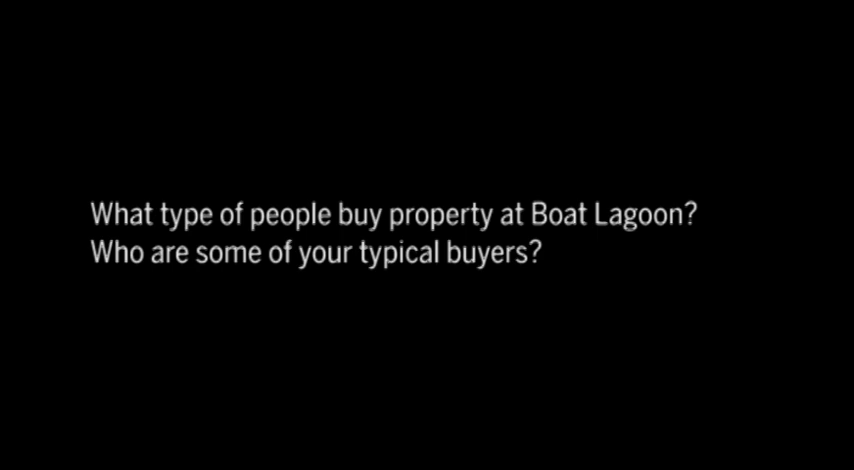 What type of people buy property at Boat Lagoon?
Who are some of your typical buyers?